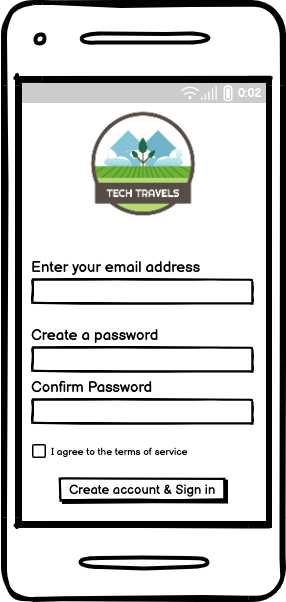 0:02
TECH TRAVELS
Enter your email address
Create a password
Confirm Password
I agree to the terms of service
Create account & Sign in